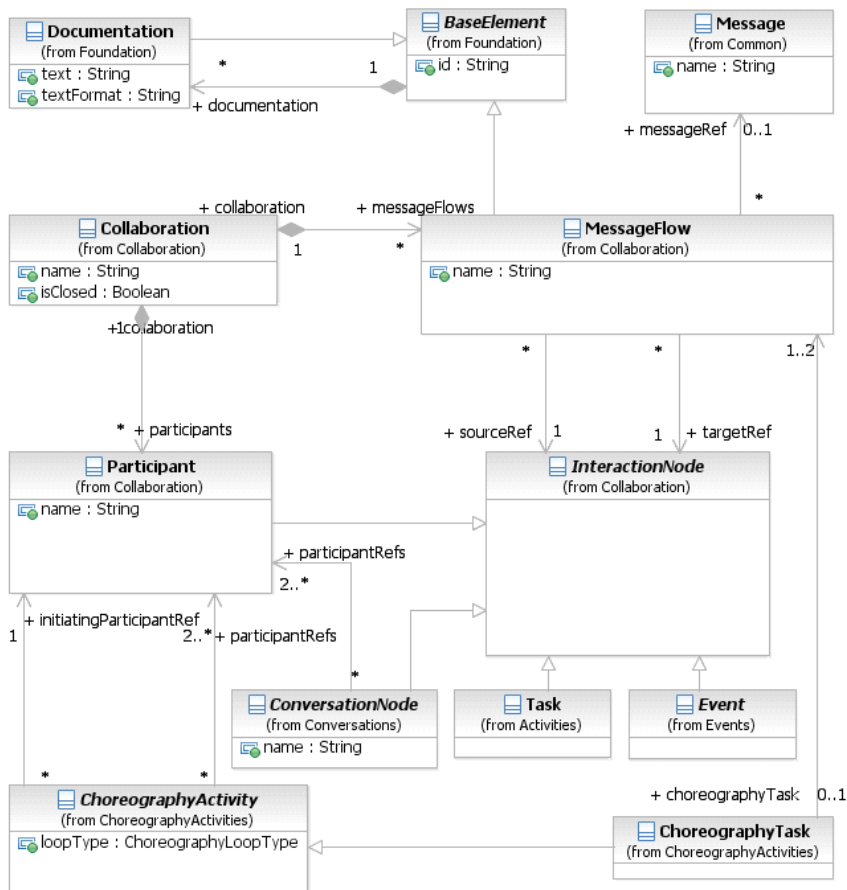 Documentation
(from Foundation)
text : String
textFormat : String
BaseElement
(from Foundation)
id : String
Message
(from Common)
name : String
*
1
+ documentation
+ messageRef
0..1
*
+ collaboration
+ messageFlows
1
*
Collaboration
(from Collaboration)
name : String
isClosed : Boolean
MessageFlow
(from Collaboration)
name : String
+1collaboration
* + participants
*
*
1..2
+ sourceRef
1
1
+ targetRef
Participant
(from Collaboration)
name : String
InteractionNode
(from Collaboration)
+ participantRefs
2..*
+ initiatingParticipantRef
1
2..*
+ participantRefs
*
ConversationNode
(from Conversations)
name : String
Task
(from Activities)
Event
(from Events)
*
*
+ choreographyTask
0..1
ChoreographyActivity
(from ChoreographyActivities)
loopType : ChoreographyLoopType
ChoreographyTask
(from ChoreographyActivities)